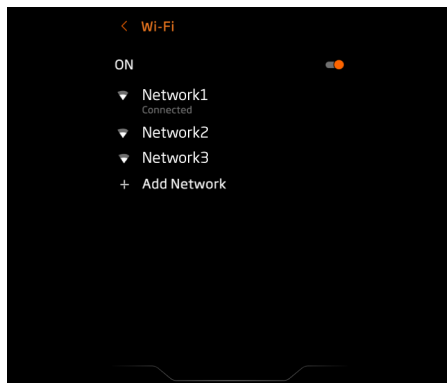 Wi-Fi
ON
Network1
Connected
Network2
Network3
+ Add Network